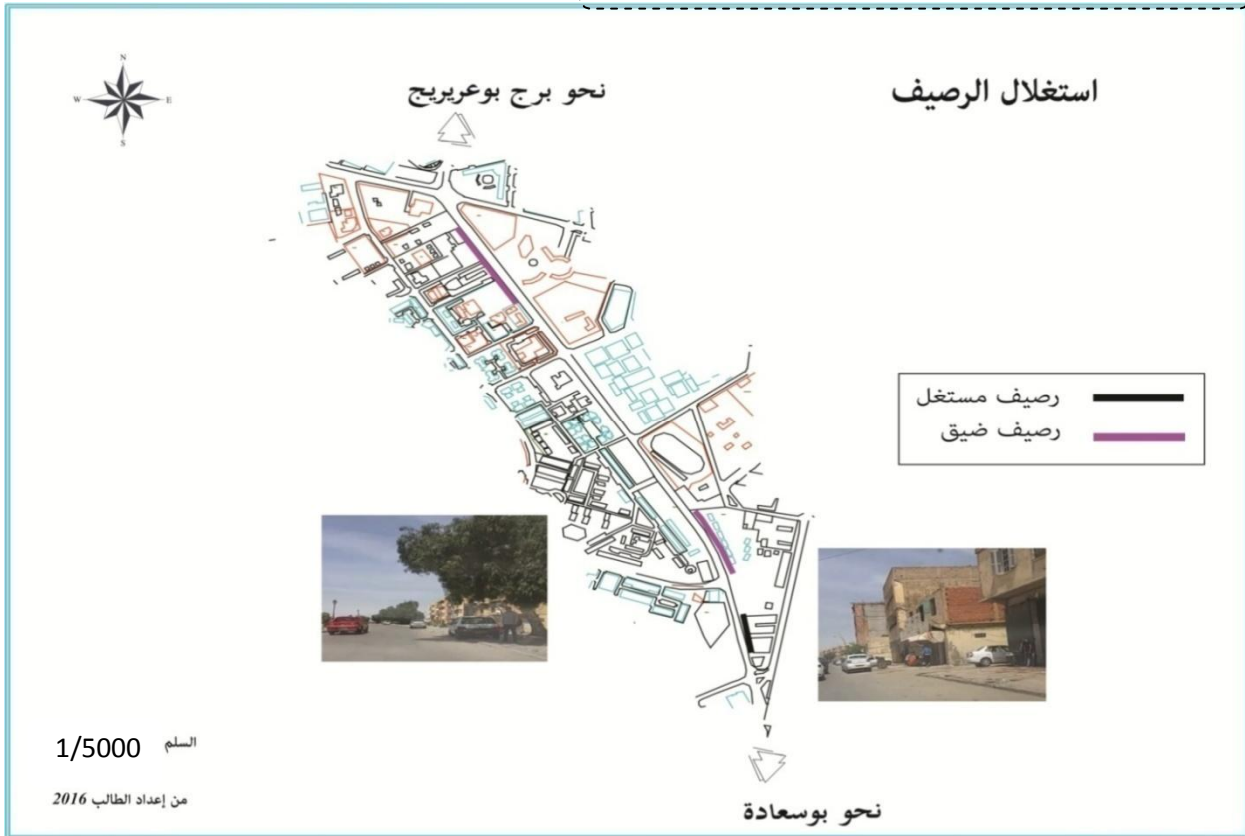 استغلال الرصيف
نحو برج بوعريريج
N
W
E
S
رصيف مستغل
رصيف ضيق
السلم 1/5000
من إعداد الطالب 2016
نحو بوسعادة